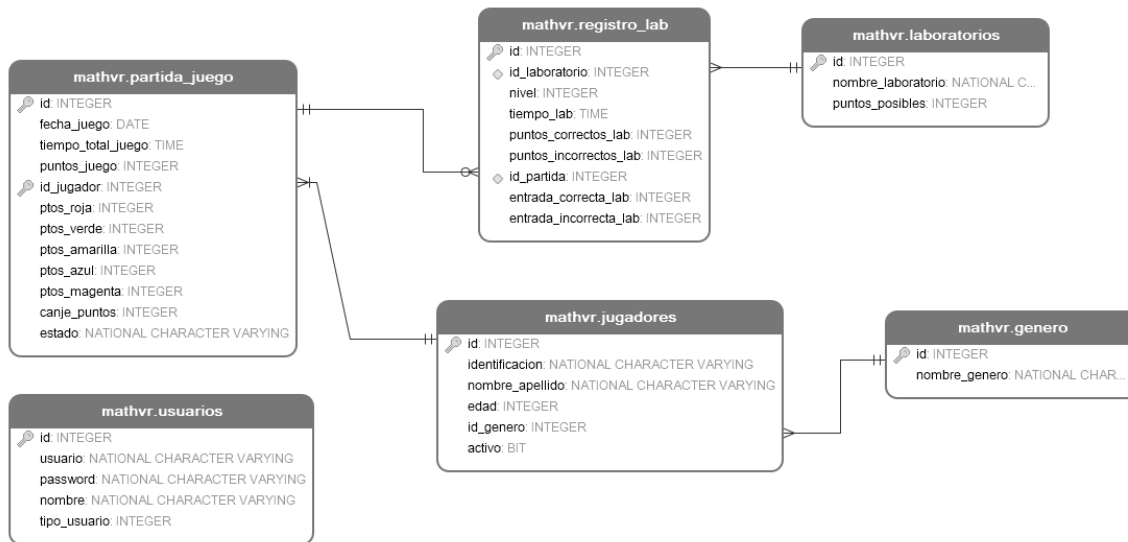 mathvr.partida_juego
id: INTEGER
fecha_juego: DATE
tiempo_total_juego: TIME
puntos_juego: INTEGER
id_jugador: INTEGER
ptos_roja: INTEGER
ptos_verde: INTEGER
ptos_amarilla: INTEGER
ptos_azul: INTEGER
ptos_magenta: INTEGER
canje_puntos: INTEGER
estado: NATIONAL CHARACTER VARYING
mathvr.registro_lab
id: INTEGER
id_laboratorio: INTEGER
nivel: INTEGER
tiempo_lab: TIME
puntos_correctos_lab: INTEGER
puntos_incorrectos_lab: INTEGER
id_partida: INTEGER
entrada_correcta_lab: INTEGER
entrada_incorrecta_lab: INTEGER
mathvr.laboratorios
id: INTEGER
nombre_laboratorio: NATIONAL C...
puntos_posibles: INTEGER
mathvr.jugadores
id: INTEGER
identificacion: NATIONAL CHARACTER VARYING
nombre_apellido: NATIONAL CHARACTER VARYING
edad: INTEGER
id_genero: INTEGER
activo: BIT
mathvr.genero
id: INTEGER
nombre_genero: NATIONAL CHAR...
mathvr.usuarios
id: INTEGER
usuario: NATIONAL CHARACTER VARYING
password: NATIONAL CHARACTER VARYING
nombre: NATIONAL CHARACTER VARYING
tipo_usuario: INTEGER